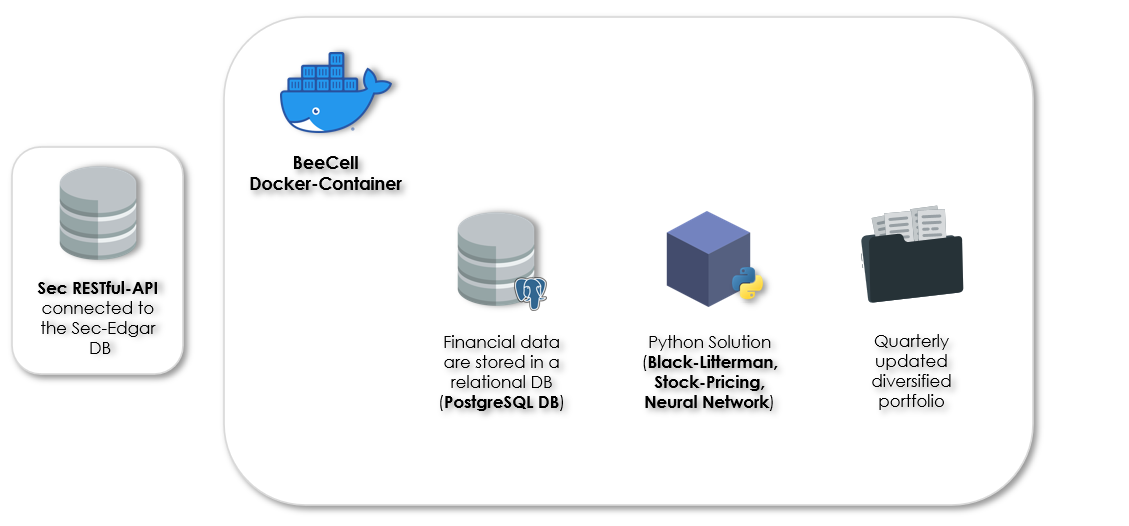 BeeCell
Docker-Container
Sec RESTful-API
connected to
the Sec-Edgar
DB
Financial data
are stored in a
relational DB
(PostgreSQL DB)
Python Solution
(Black-Litterman,
Stock-Pricing,
Neural Network)
Quarterly
updated
diversified
portfolio